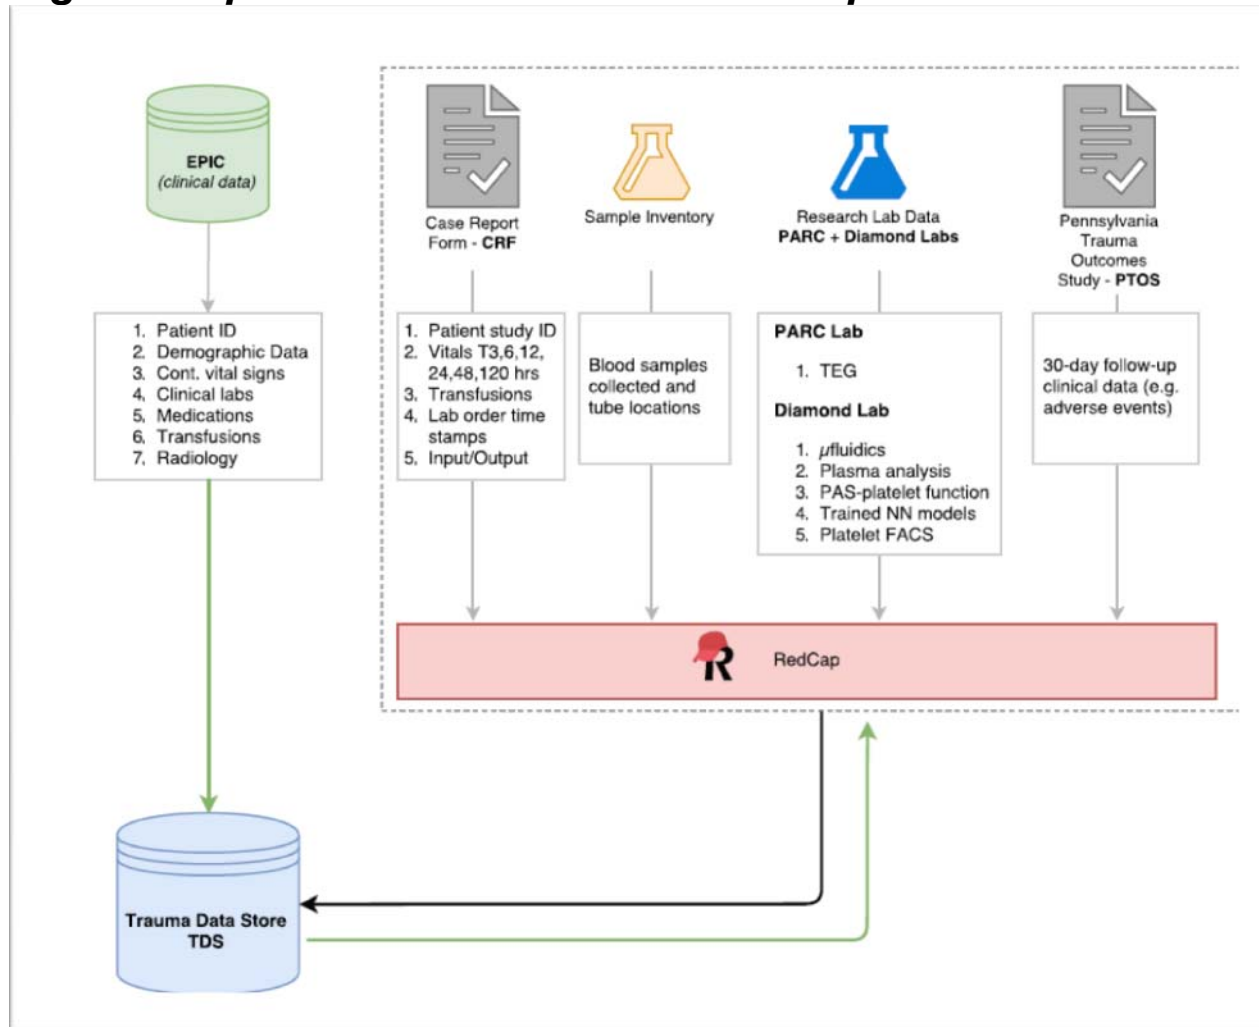 EPIC
(clinical data)
1. Patient ID
2. Demographic Data
3. Cont. vital signs
4. Clinical labs
5. Medications
6. Transfusions
7. Radiology
Case Report
Form - CRF
1. Patient study ID
2. Vitals T3,6,12,
24,48,120 hrs
3. Transfusions
4. Lab order time
stamps
5. Input/Output
Sample Inventory
Blood samples
collected and
tube locations
Research Lab Data
PARC + Diamond Labs
PARC Lab
1. TEG
Diamond Lab
1. µfluidics
2. Plasma analysis
3. PAS-platelet function
4. Trained NN models
5. Platelet FACS
Pennsylvania
Trauma
Outcomes
Study - PTOS
30-day follow-up
clinical data (e.g.
adverse events)
R
RedCap
Trauma Data Store
TDS